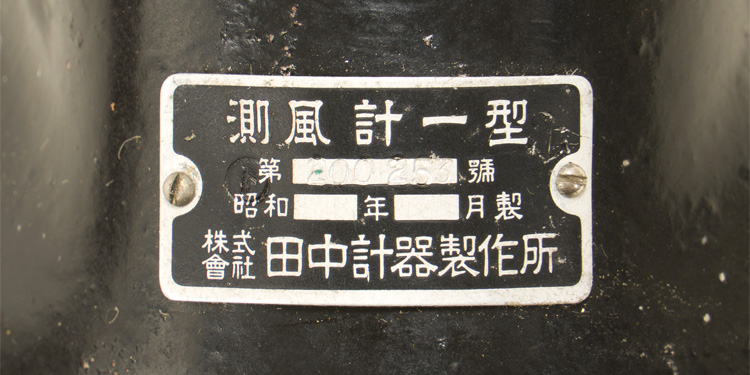 測風計一型
第 200253 號
昭和 年 月製
株式會社 田中計器製作所